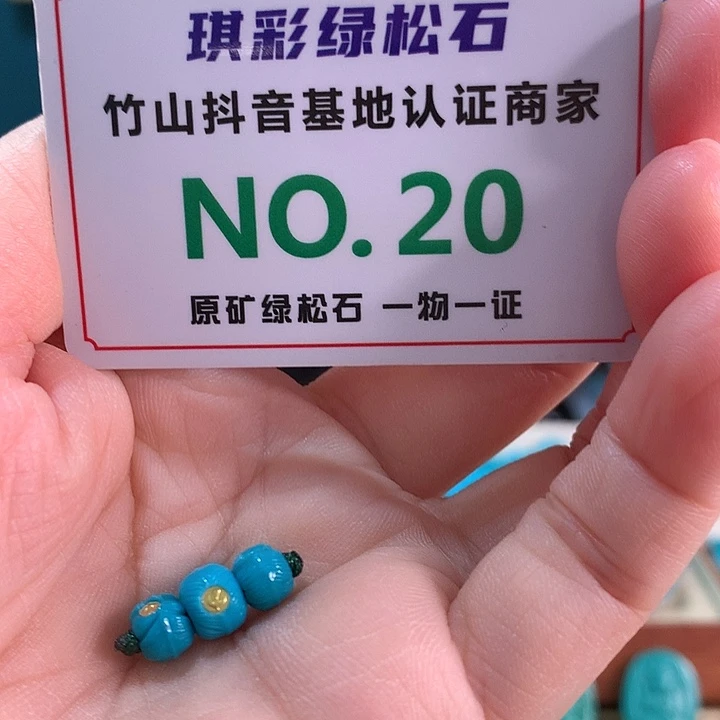 琪彩绿松石
竹山抖音基地认证商家
NO.20
原矿绿松石 一物一证